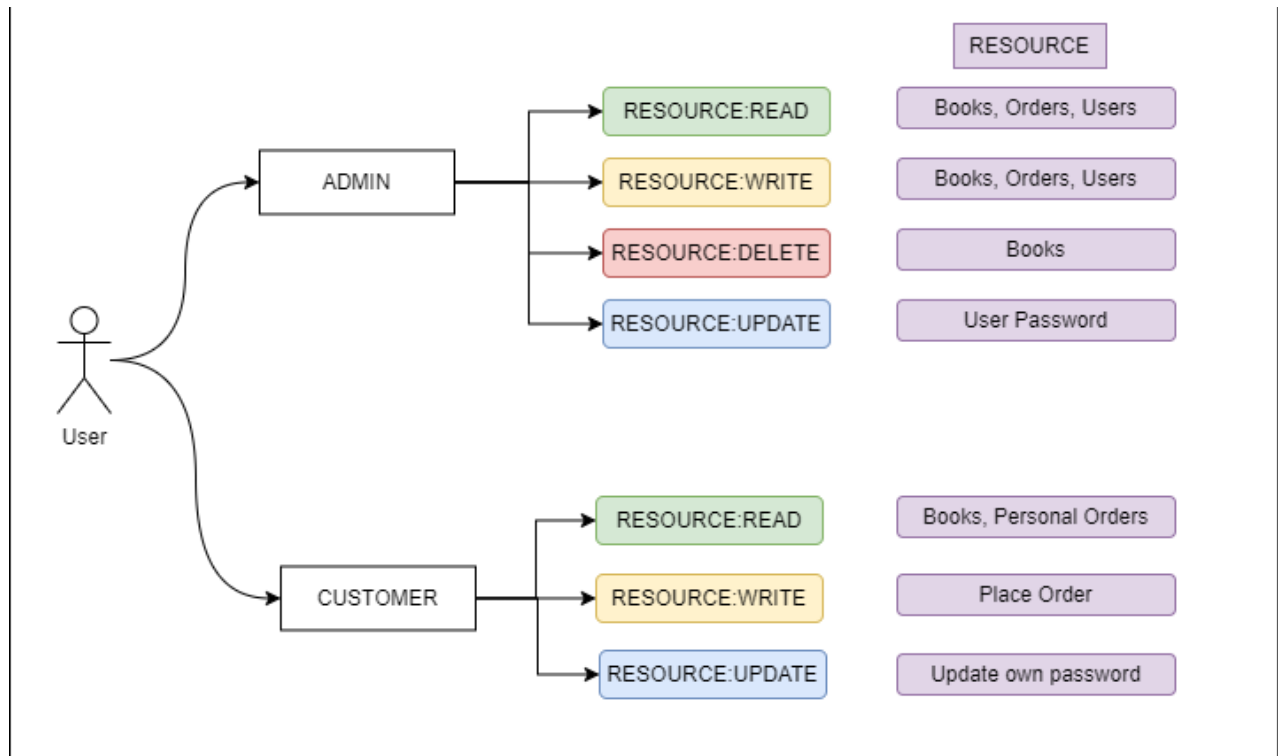 RESOURCE
RESOURCE:READ
Books, Orders, Users
ADMIN
RESOURCE:WRITE
Books, Orders, Users
RESOURCE:DELETE
Books
RESOURCE:UPDATE
User Password
User
RESOURCE:READ
Books, Personal Orders
CUSTOMER
RESOURCE:WRITE
Place Order
RESOURCE:UPDATE
Update own password